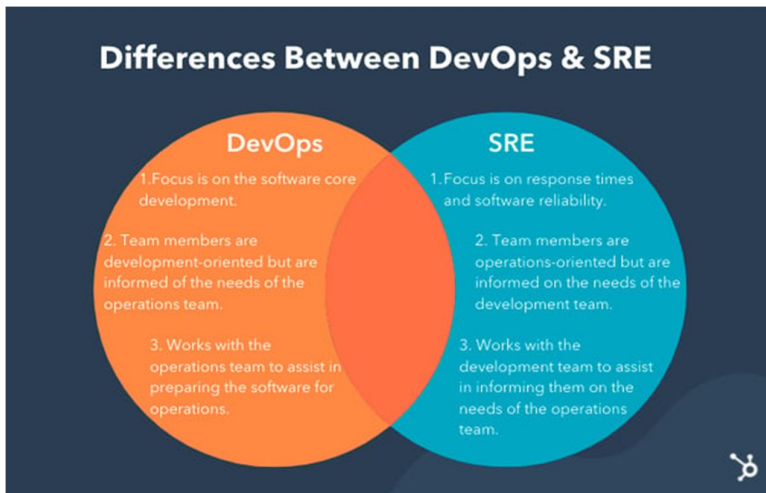 Differences Between DevOps & SRE
DevOps
1.Focus is on the software core
development.
2. Team members are
development-oriented but are
informed of the needs of the
operations team.
3. Works with the
operations team to assist in
preparing the software for
operations.
SRE
1.Focus is on response times
and software reliability.
2. Team members are
operations-oriented but are
informed on the needs of the
development team.
3. Works with the
development team to assist
in informing them on the
needs of the operations
team.